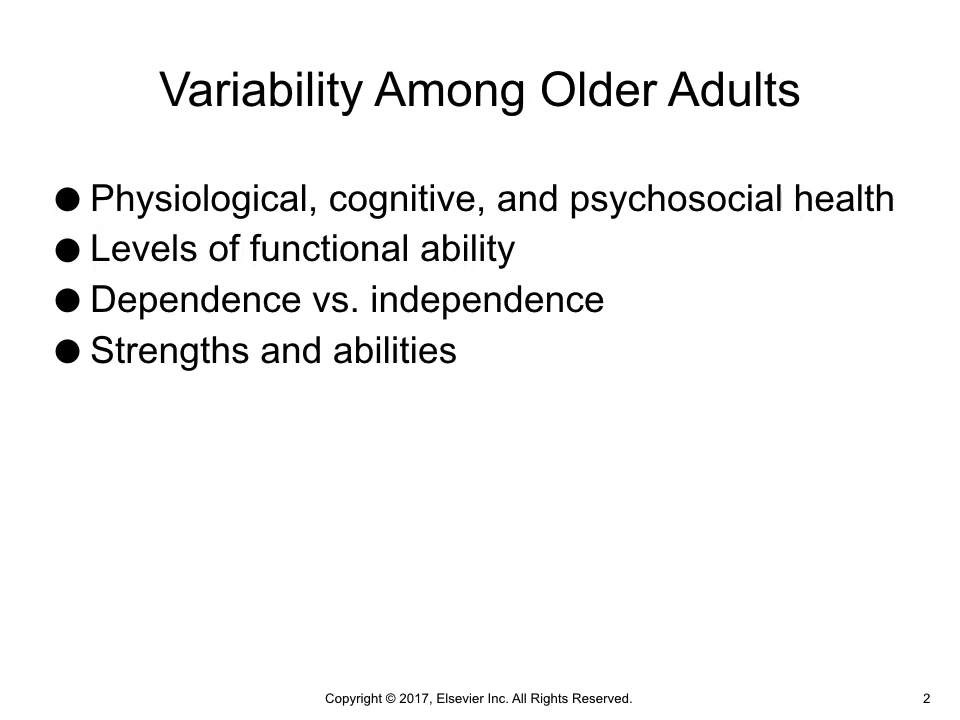 Variability Among Older Adults
● Physiological, cognitive, and psychosocial health
● Levels of functional ability
● Dependence vs. independence
● Strengths and abilities
Copyright © 2017, Elsevier Inc. All Rights Reserved.
2